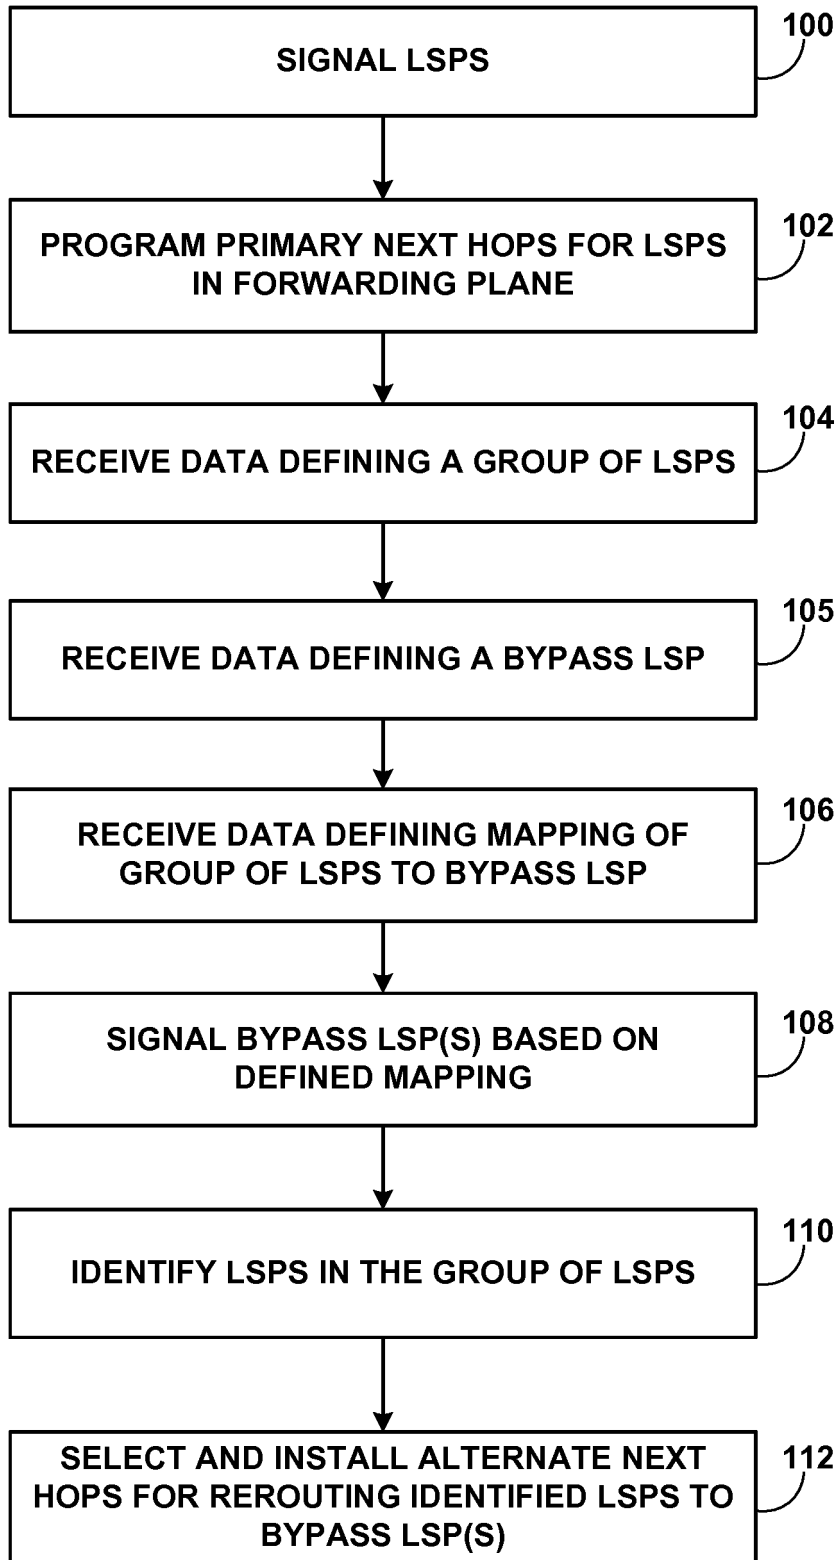 100
SIGNAL LSPS
102
PROGRAM PRIMARY NEXT HOPS FOR LSPS
IN FORWARDING PLANE
104
RECEIVE DATA DEFINING A GROUP OF LSPS
105
RECEIVE DATA DEFINING A BYPASS LSP
106
RECEIVE DATA DEFINING MAPPING OF
GROUP OF LSPS TO BYPASS LSP
108
SIGNAL BYPASS LSP(S) BASED ON
DEFINED MAPPING
110
IDENTIFY LSPS IN THE GROUP OF LSPS
112
SELECT AND INSTALL ALTERNATE NEXT
HOPS FOR REROUTING IDENTIFIED LSPS TO
BYPASS LSP(S)